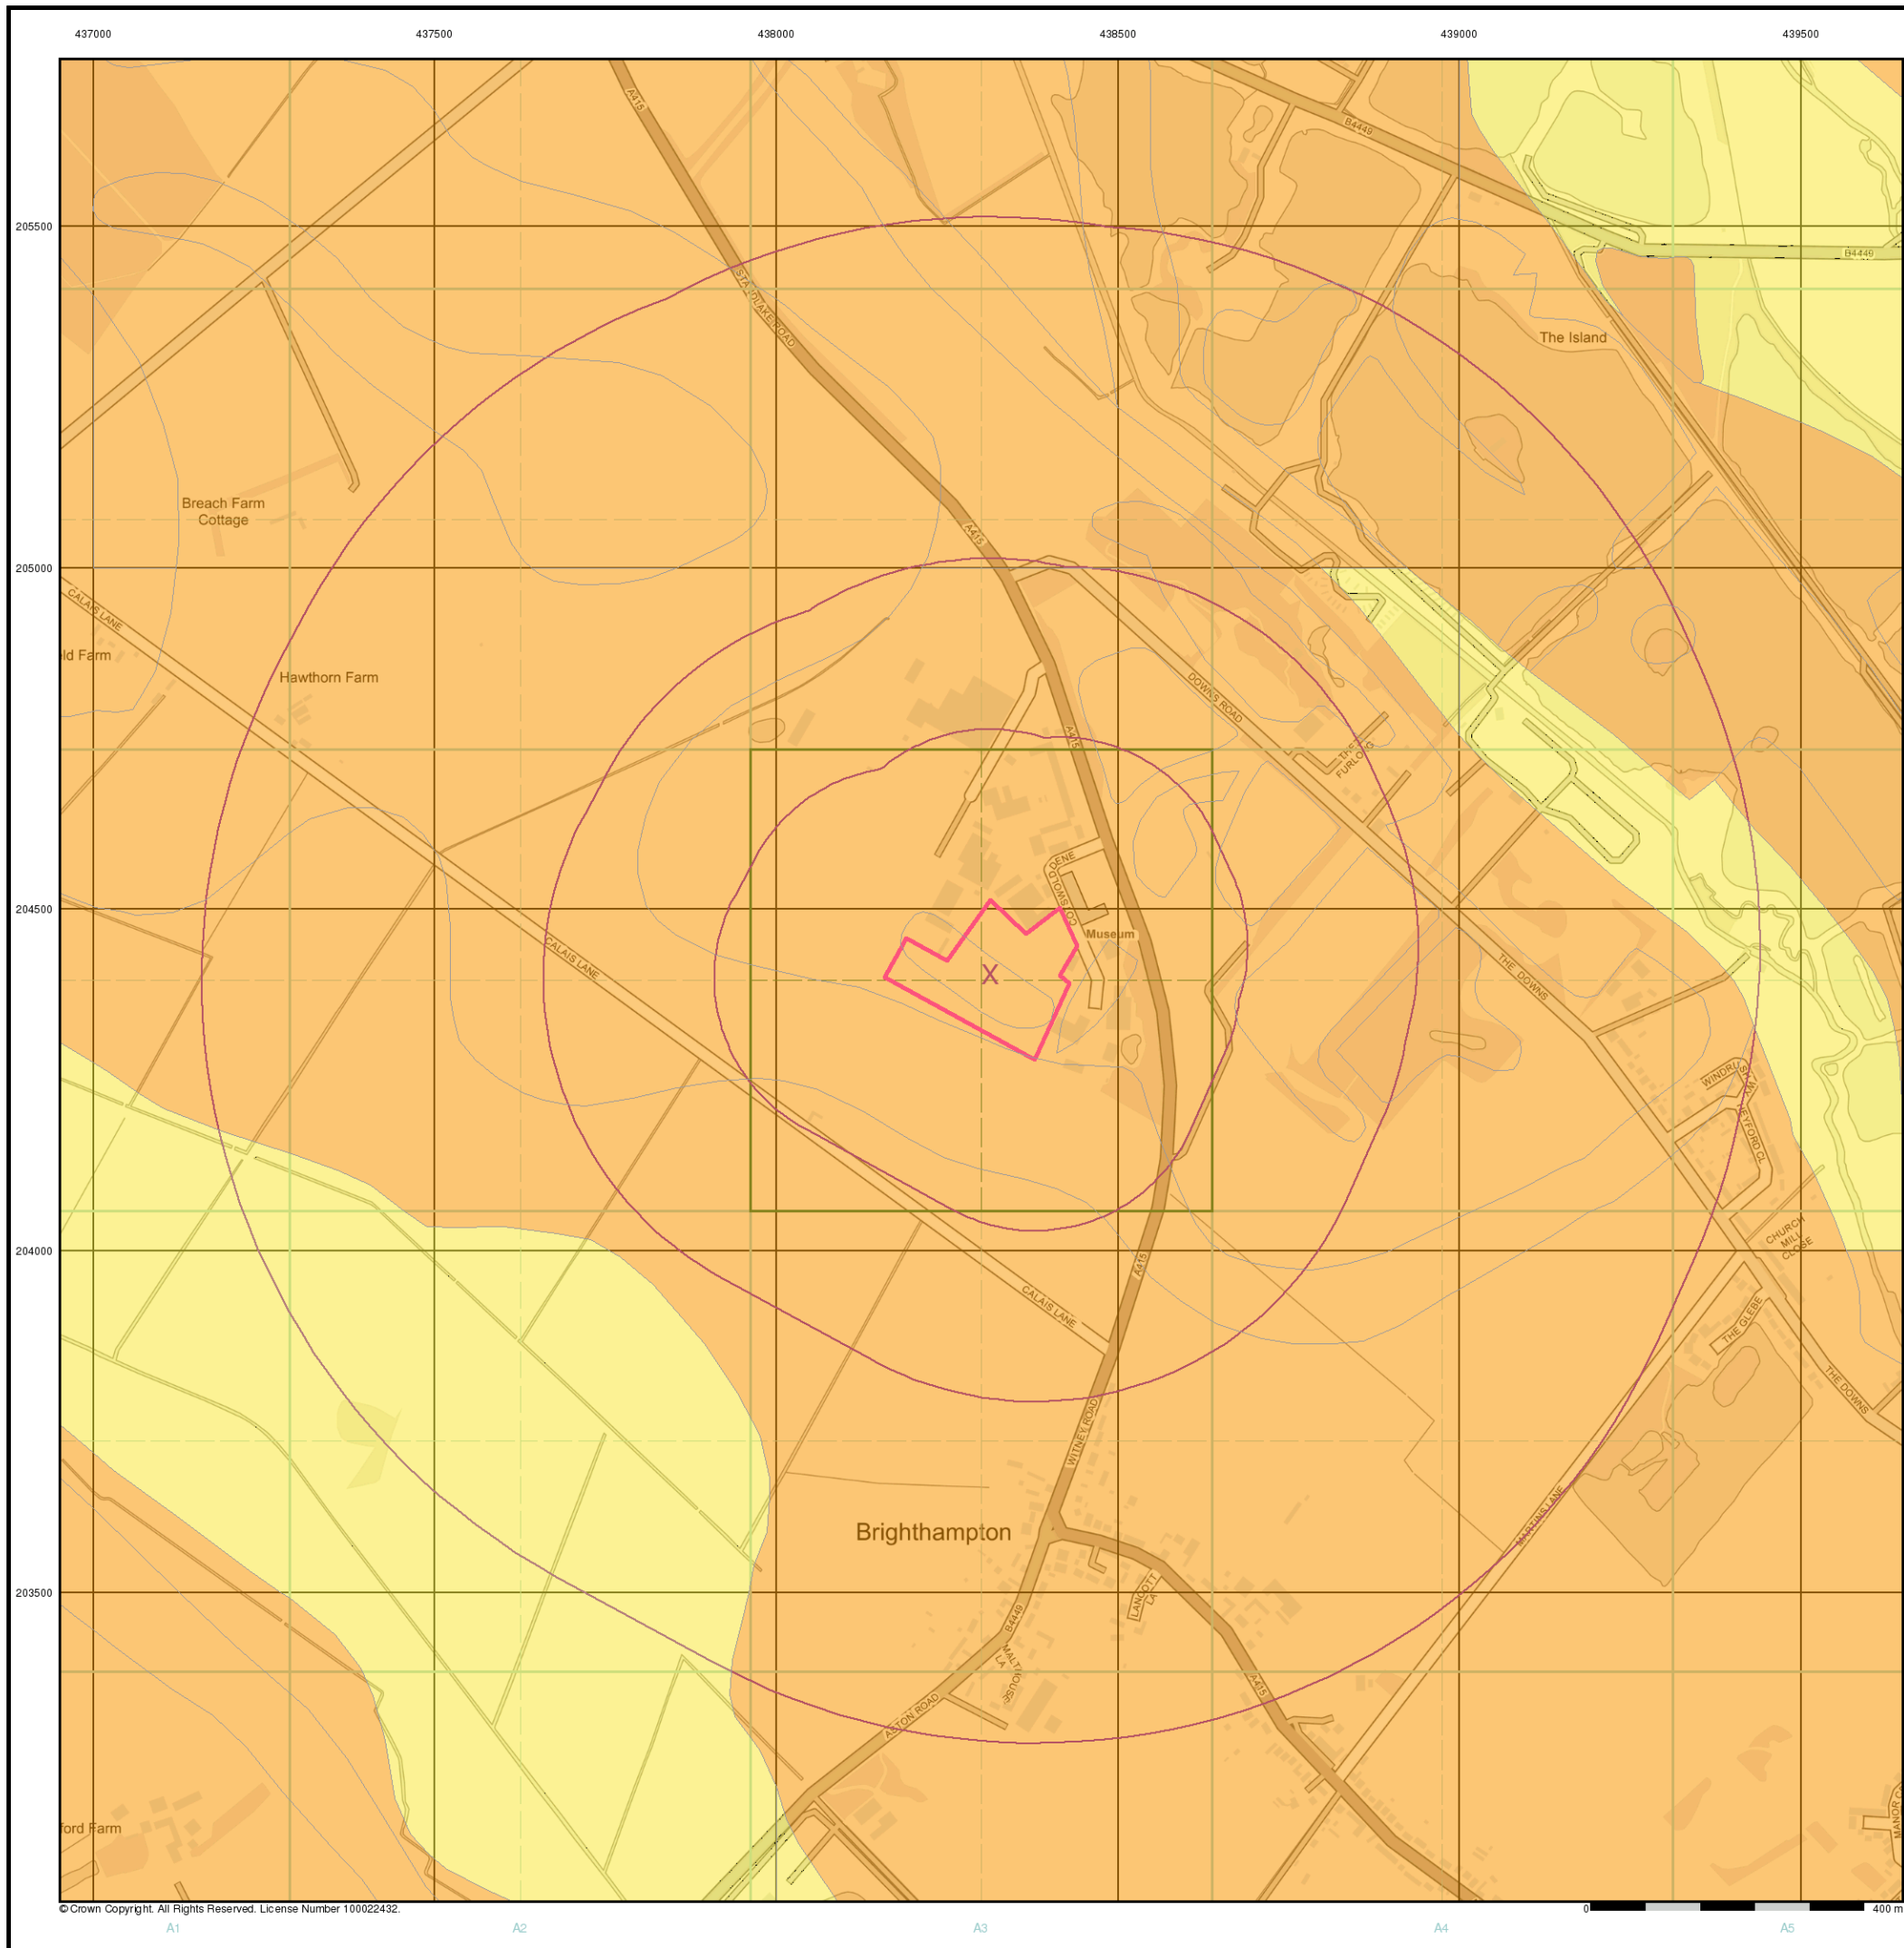 437000 437500 438000 438500 439000 439500
A415
B4449
205500
B4449
STANDLAKE ROAD
The Island
Breach Farm
Cottage
A415
205000
CALAIS LANE
ld Farm
Hawthorn Farm
DOWNS ROAD
A415
THE
FURLONG
DENE
COTSWOLD
204500
Museum
CALAIS LANE
X
THE DOWNS
WINDRUSH WY
HEYFORD CL
CHURCH
MILL
CLOSE
204000
A415
CALAIS LANE
THE GLEBE
THE DOWNS
WITNEY ROAD
MARTINS LANE
Brighthampton
203500
LANCOTT
LA
B4449
MALTHOUSE
LA
A415
ASTON ROAD
MANOR C
ford Farm
© Crown Copyright. All Rights Reserved. License Number 100022432.
0 400 m
A1 A2 A3 A4 A5